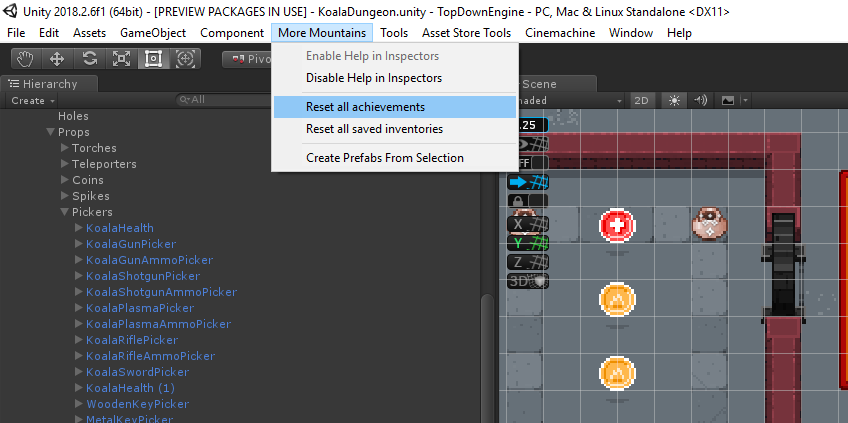 Unity 2018.2.6f1 (64bit) - [PREVIEW PACKAGES IN USE] - KoalaDungeon.unity - TopDownEngine - PC, Mac & Linux Standalone <DX11>
File Edit Assets GameObject Component More Mountains Tools Asset Store Tools Cinemachine Window Help
Enable Help in Inspectors
Disable Help in Inspectors
Reset all achievements
Reset all saved inventories
Create Prefabs From Selection
Pivo
Hierarchy
Create
All
Holes
Props
Torches
Teleporters
Coins
Spikes
Pickers
KoalaHealth
KoalaGunPicker
KoalaGunAmmoPicker
KoalaShotgunPicker
KoalaShotgunAmmoPicker
KoalaPlasmaPicker
KoalaPlasmaAmmoPicker
KoalaRiflePicker
KoalaRifleAmmoPicker
KoalaSwordPicker
KoalaHealth (1)
WoodenKeyPicker
MetalKeyPicker
Scene
haded
2D
.25
FF
X
Y
Z
3D